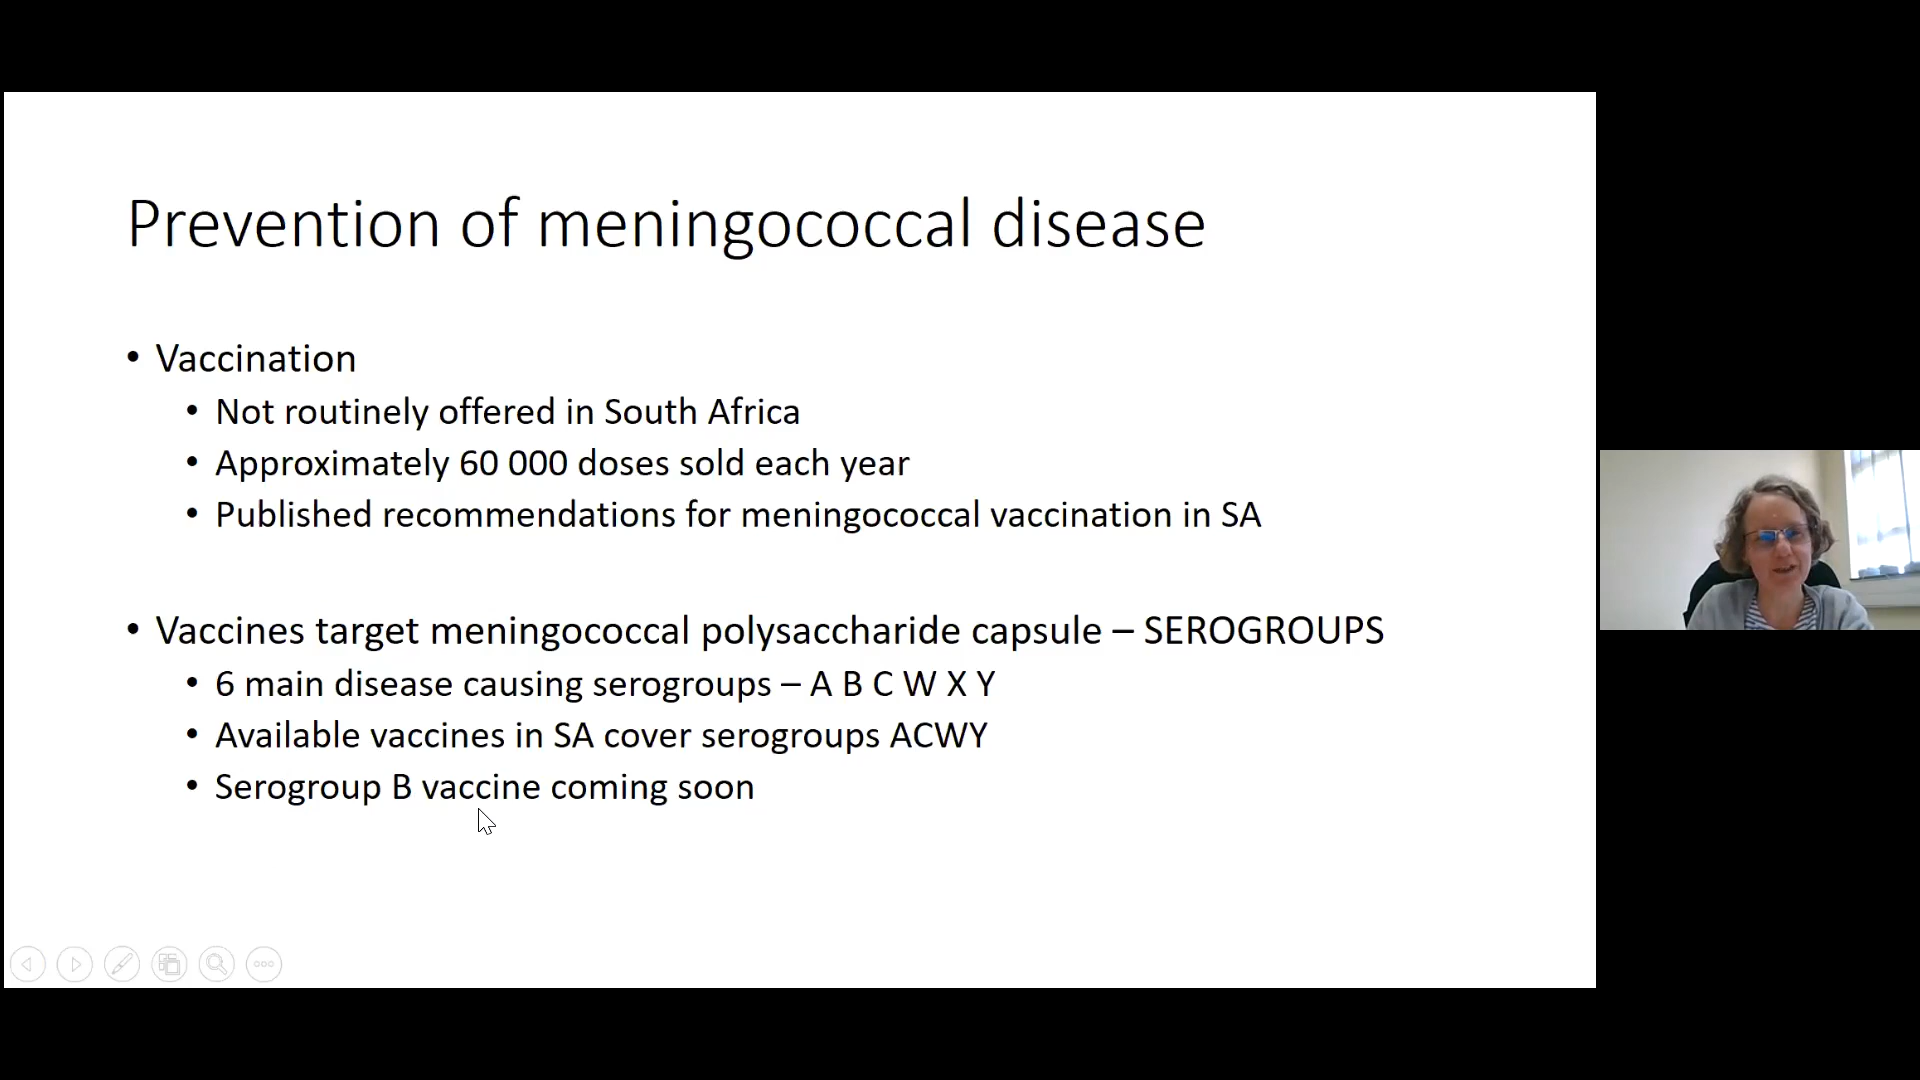 Prevention of meningococcal disease
• Vaccination
• Not routinely offered in South Africa
• Approximately 60 000 doses sold each year
• Published recommendations for meningococcal vaccination in SA
• Vaccines target meningococcal polysaccharide capsule – SEROGROUPS
• 6 main disease causing serogroups – A B C W X Y
• Available vaccines in SA cover serogroups ACWY
• Serogroup B vaccine coming soon